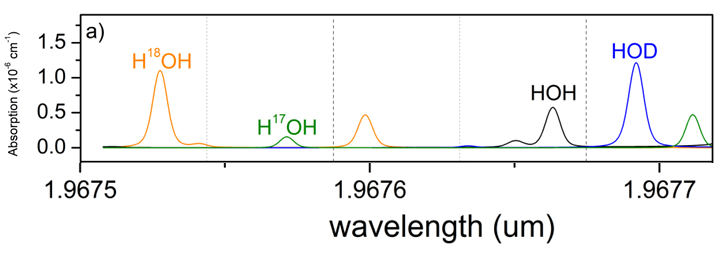 a)
Absorption (x10⁻⁶ cm⁻¹)
1.5
1.0
0.5
0.0
H¹⁸OH
H¹⁷OH
HOH
HOD
1.9675
1.9676
1.9677
wavelength (um)